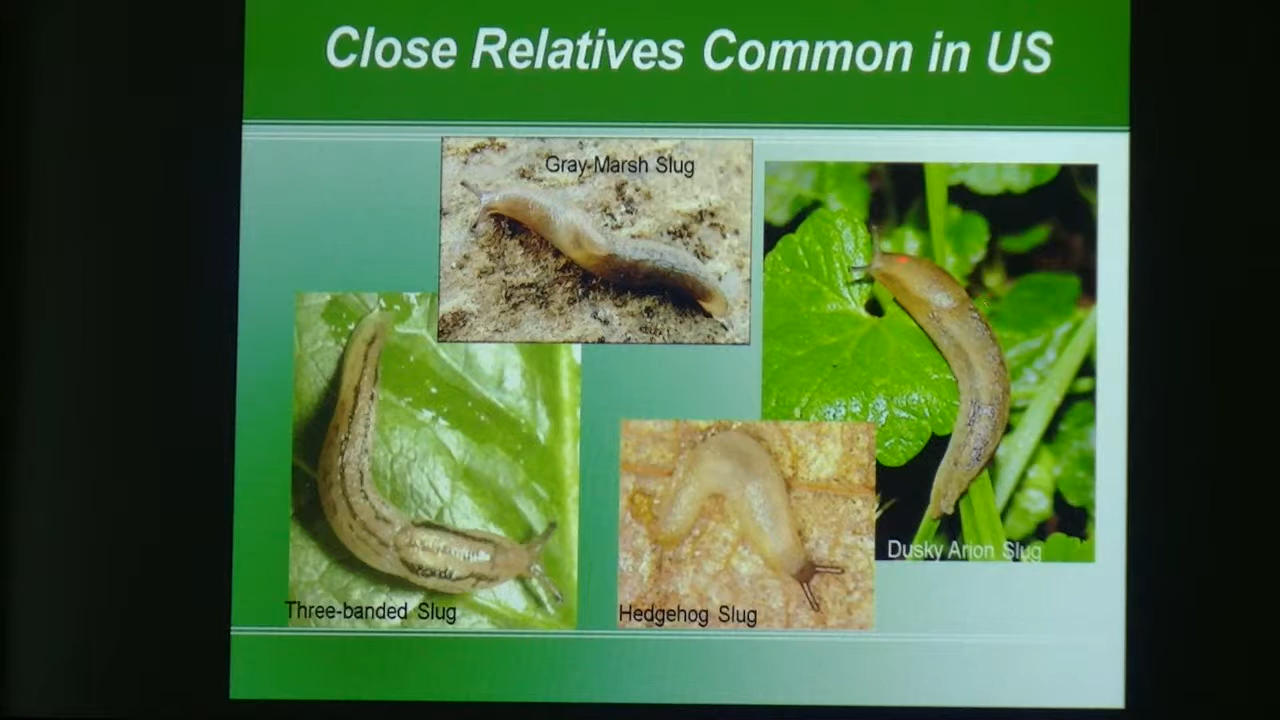 Close Relatives Common in US
Gray Marsh Slug
Dusky Arion Slug
Three-banded Slug
Hedgehog Slug